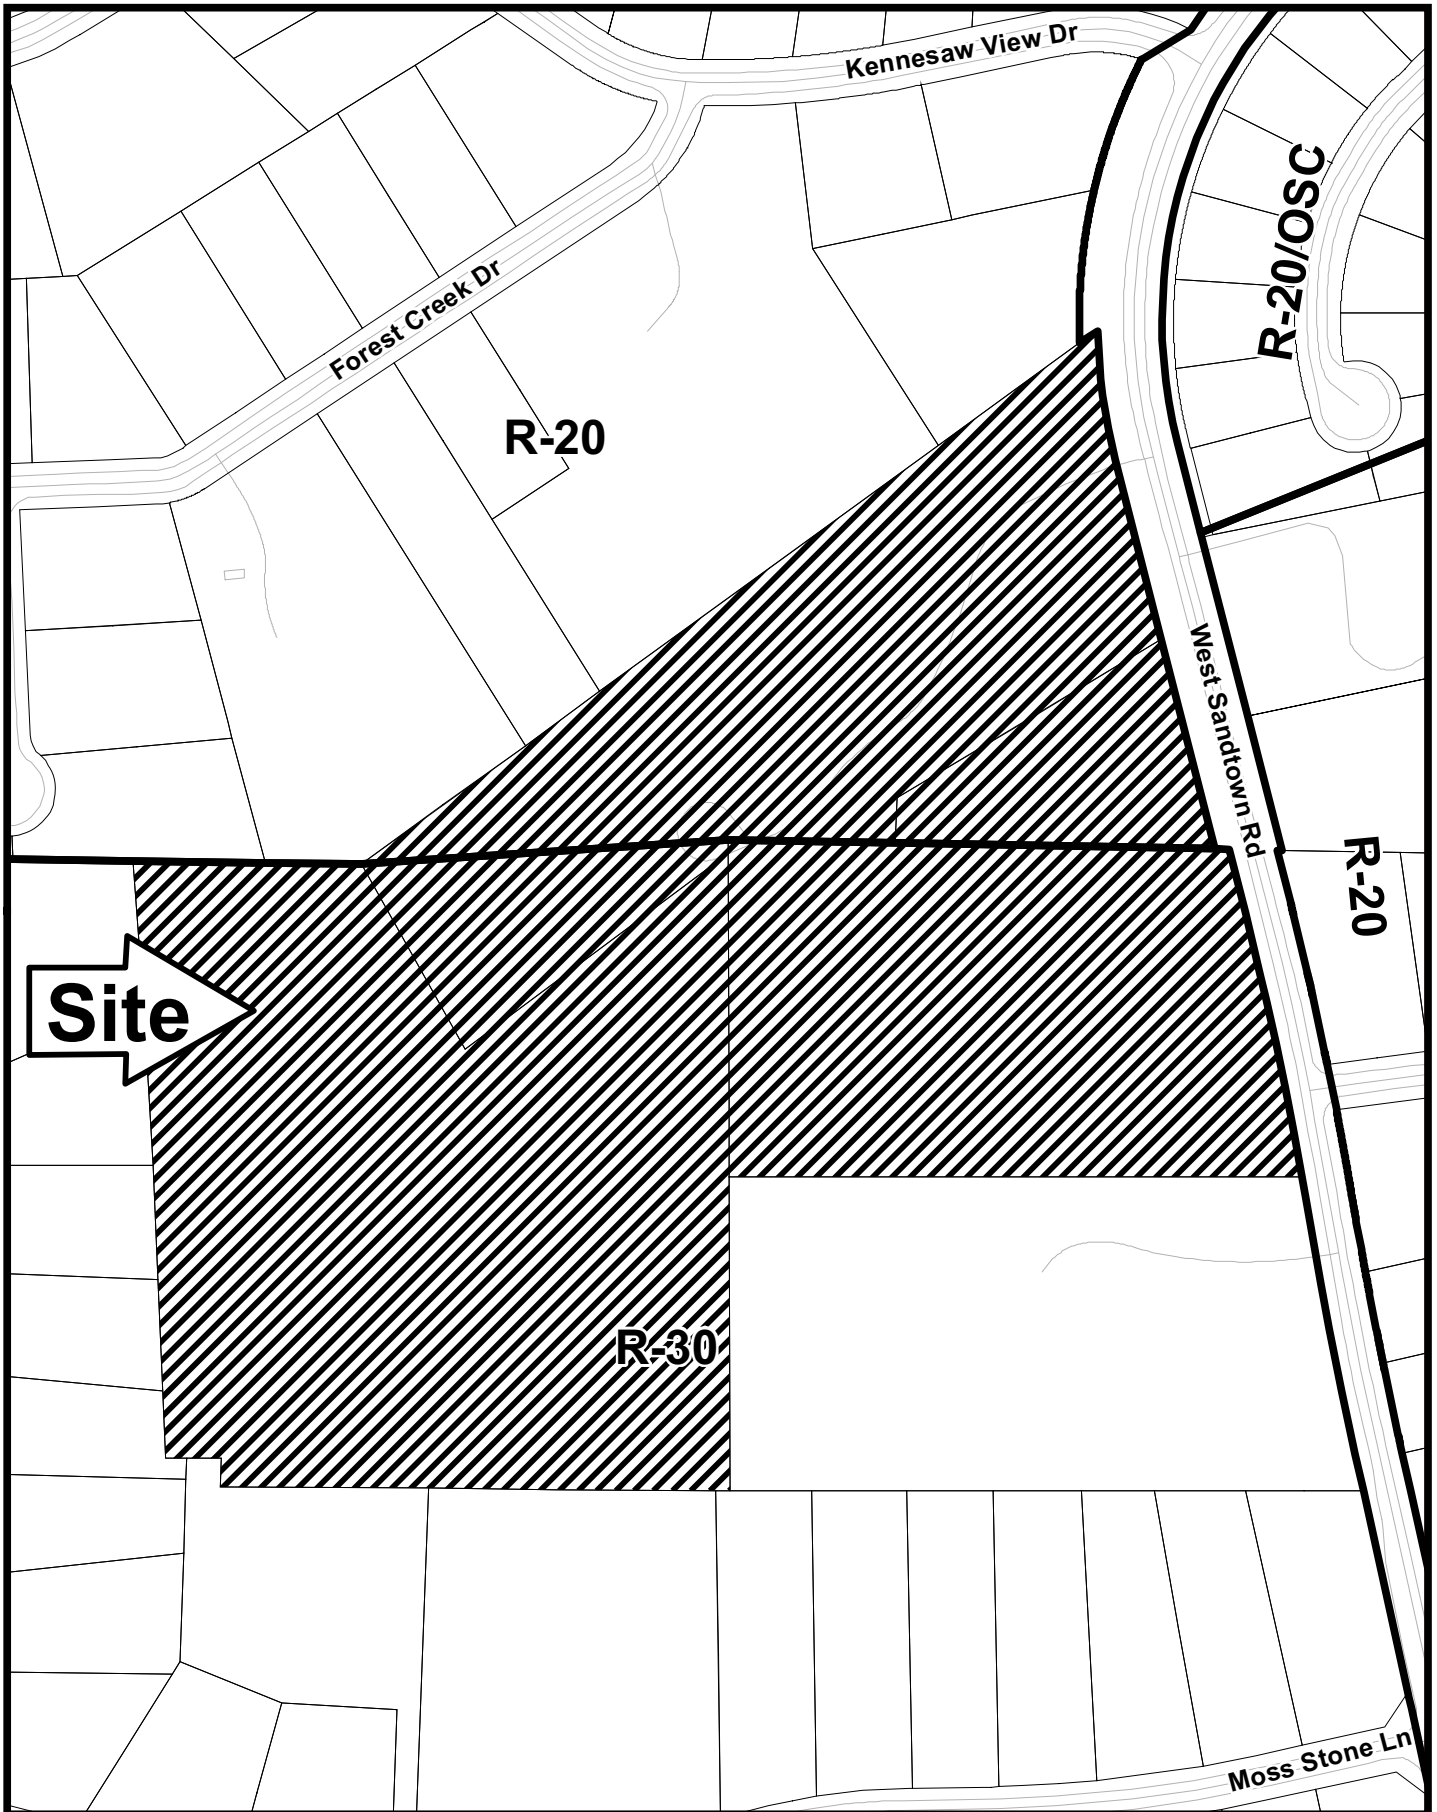 Kennesaw View Dr
R-20/OSC
Forest Creek Dr
R-20
West Sandtown Rd
R-20
Site
R-30
Moss Stone Ln